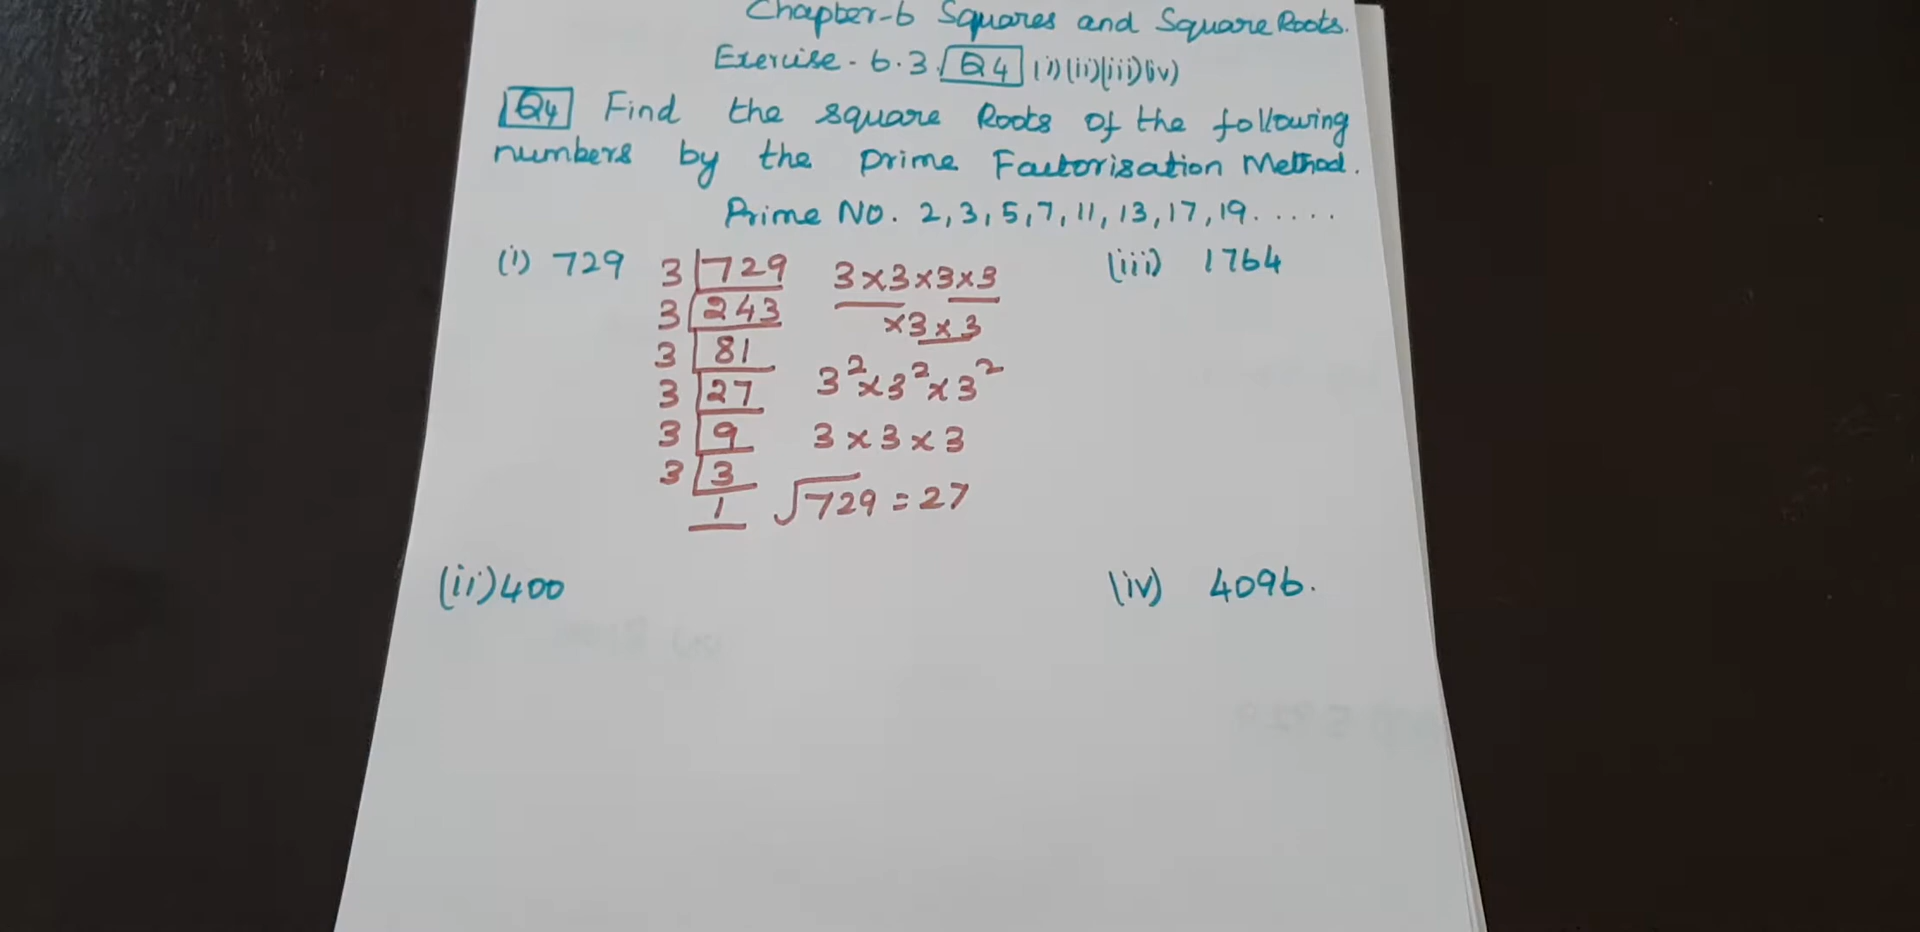 Chapter-6 Squares and Square Roots.
Exercise - 6.3. Q4 (i) (ii) (iii) (iv)
Q4 Find the square Roots of the following
numbers by the Prime Factorisation Method.
Prime No. 2, 3, 5, 7, 11, 13, 17, 19. ....
(i) 729
3 | 729
3 | 243
3 | 81
3 | 27
3 | 9
3 | 3
1
3 × 3 × 3 × 3
× 3 × 3
3² × 3² × 3²
3 × 3 × 3
√729 = 27
(iii) 1764
(ii) 400
(iv) 4096.